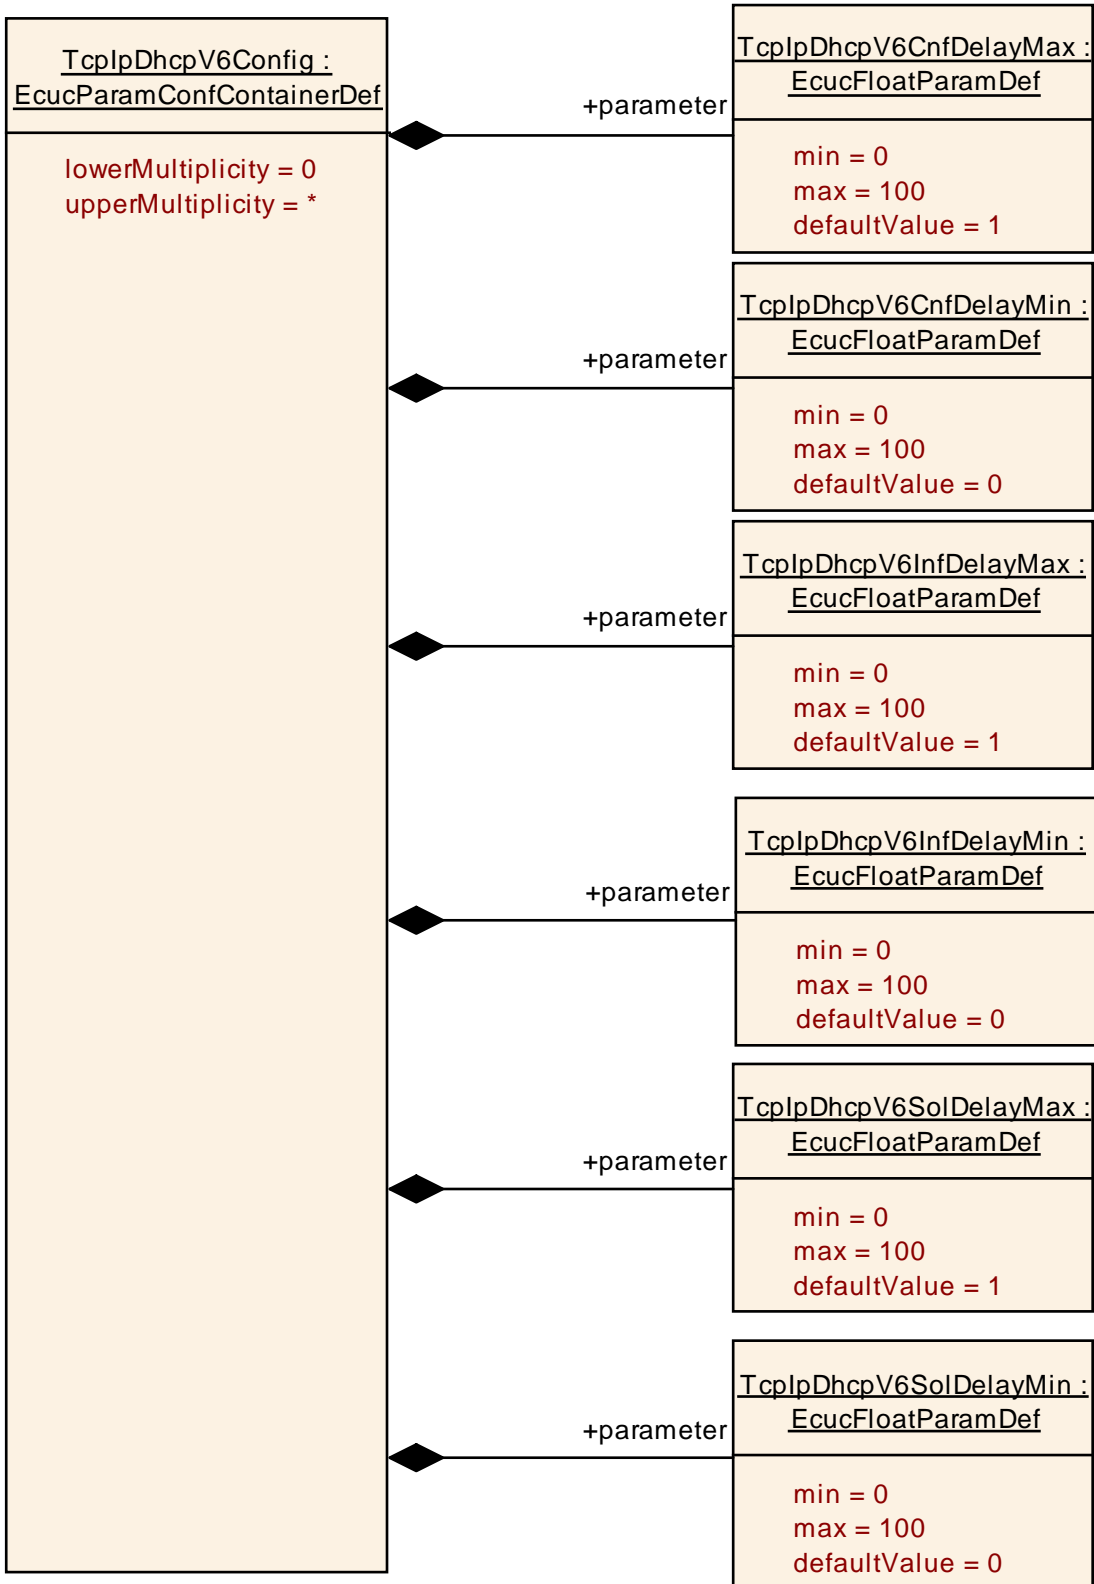 TcpIpDhcpV6Config :
EcucParamConfContainerDef
lowerMultiplicity = 0
upperMultiplicity = *
+parameter
TcpIpDhcpV6CnfDelayMax :
EcucFloatParamDef
min = 0
max = 100
defaultValue = 1
+parameter
TcpIpDhcpV6CnfDelayMin :
EcucFloatParamDef
min = 0
max = 100
defaultValue = 0
+parameter
TcpIpDhcpV6InfDelayMax :
EcucFloatParamDef
min = 0
max = 100
defaultValue = 1
+parameter
TcpIpDhcpV6InfDelayMin :
EcucFloatParamDef
min = 0
max = 100
defaultValue = 0
+parameter
TcpIpDhcpV6SolDelayMax :
EcucFloatParamDef
min = 0
max = 100
defaultValue = 1
+parameter
TcpIpDhcpV6SolDelayMin :
EcucFloatParamDef
min = 0
max = 100
defaultValue = 0